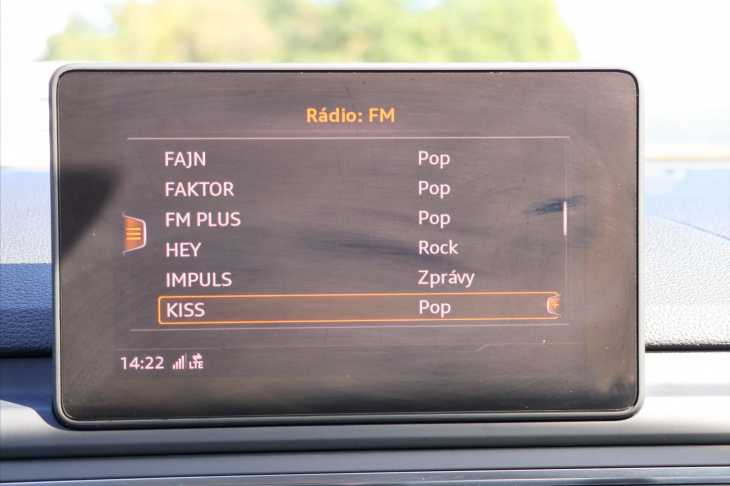 Rádio: FM
FAJN Pop
FAKTOR Pop
FM PLUS Pop
HEY Rock
IMPULS Zprávy
KISS Pop
14:22 LTE